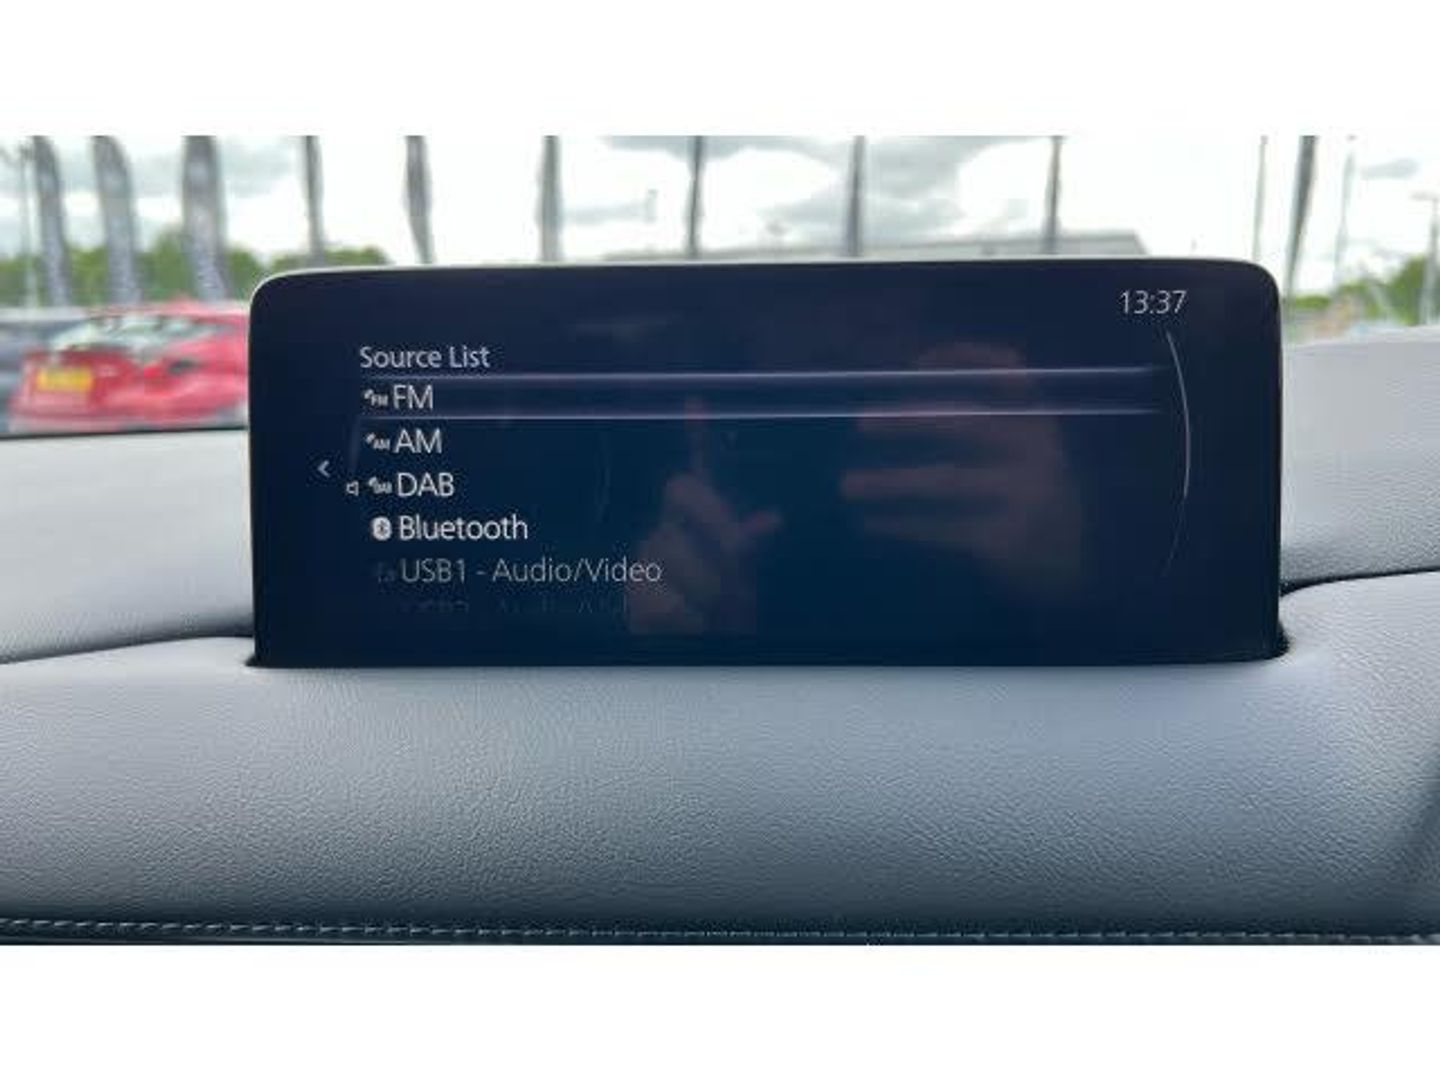 13:37
Source List
FM
AM
DAB
Bluetooth
USB1 - Audio/Video